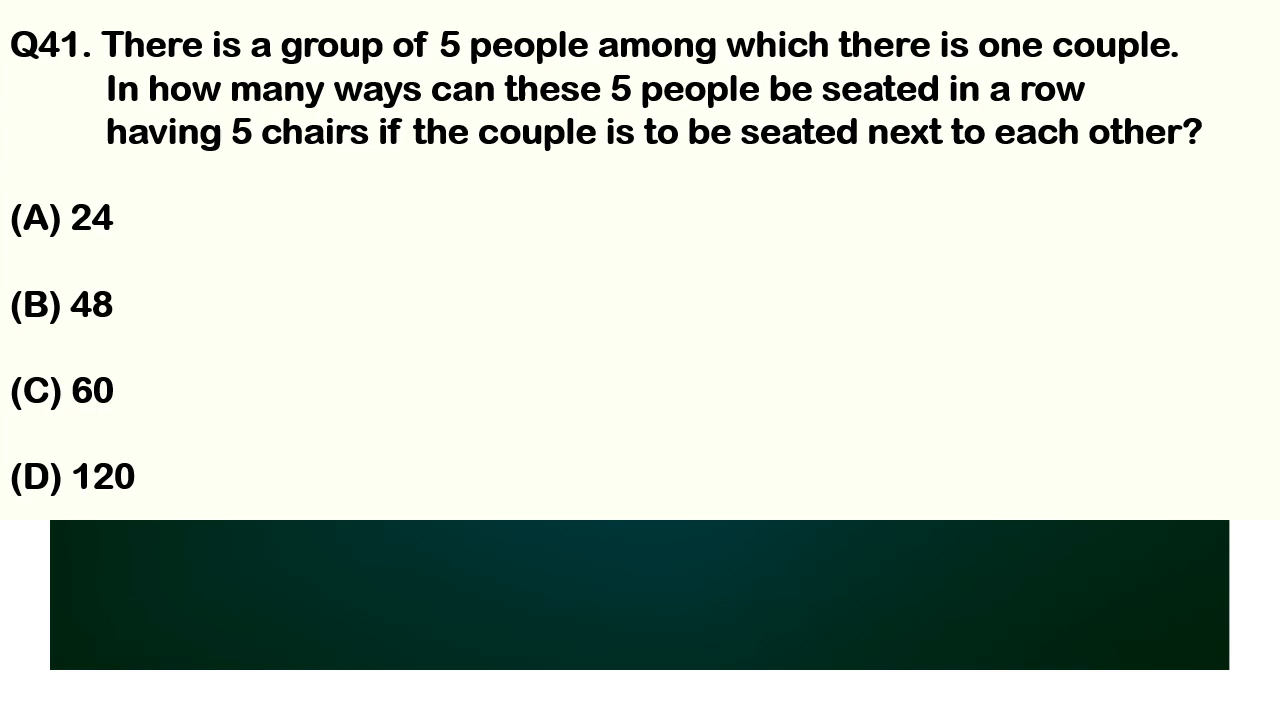 Q41. There is a group of 5 people among which there is one couple.
In how many ways can these 5 people be seated in a row
having 5 chairs if the couple is to be seated next to each other?
(A) 24
(B) 48
(C) 60
(D) 120